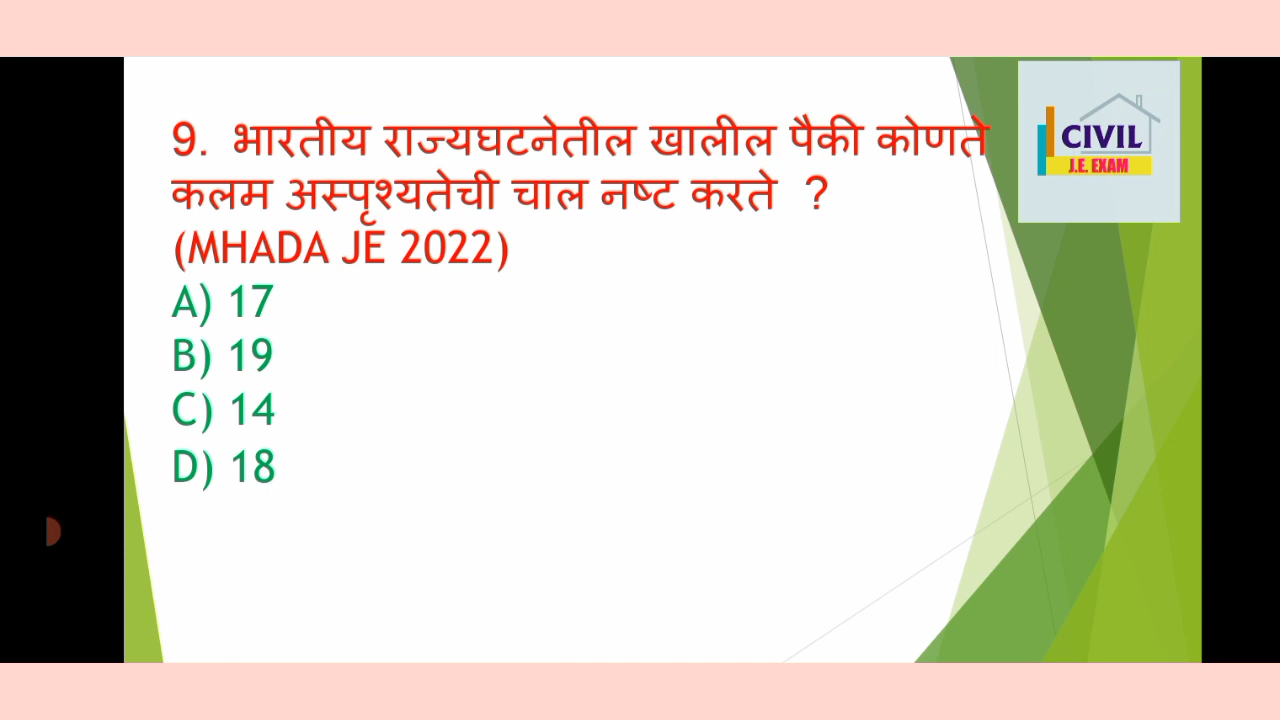 9. भारतीय राज्यघटनेतील खालील पैकी कोणते
कलम अस्पृश्यतेची चाल नष्ट करते ?
(MHADA JE 2022)
A) 17
B) 19
C) 14
D) 18
CIVIL
J.E. EXAM